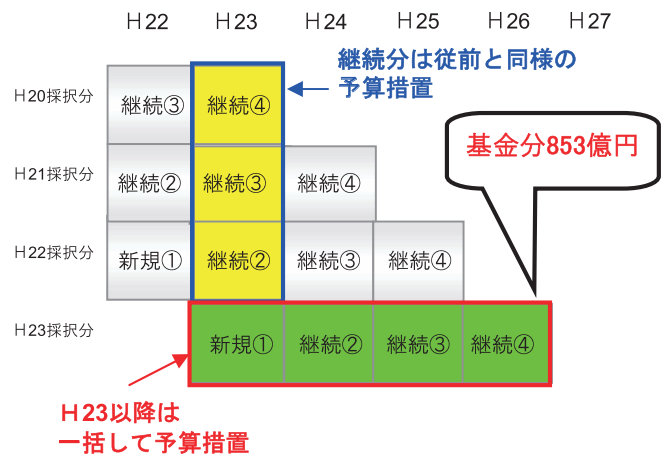 H22 H23 H24 H25 H26 H27
継続分は従前と同様の
予算措置
H20採択分 継続③ 継続④
基金分853億円
H21採択分 継続② 継続③ 継続④
H22採択分 新規① 継続② 継続③ 継続④
H23採択分 新規① 継続② 継続③ 継続④
H23以降は
一括して予算措置